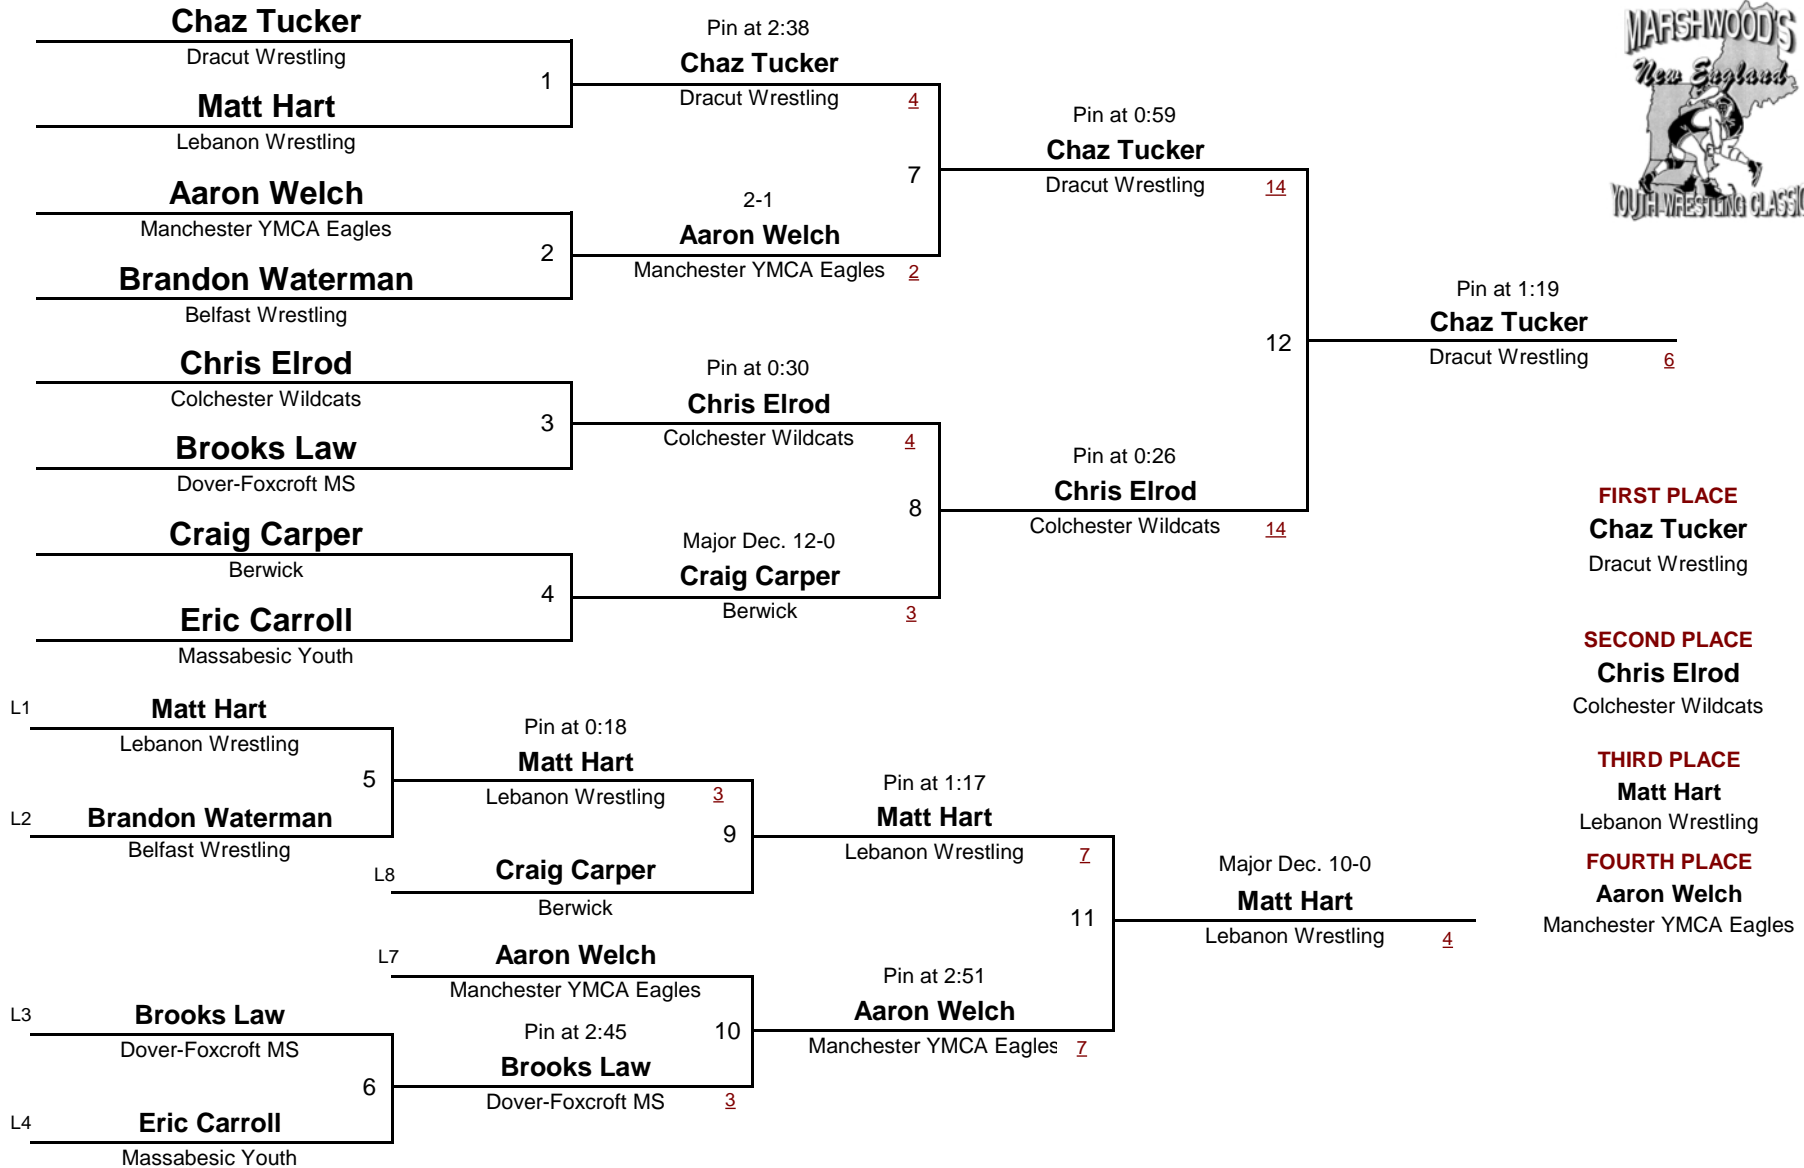 Chaz Tucker
Dracut Wrestling
1
Matt Hart
Lebanon Wrestling
Aaron Welch
Manchester YMCA Eagles
2
Brandon Waterman
Belfast Wrestling
Chris Elrod
Colchester Wildcats
3
Brooks Law
Dover-Foxcroft MS
Craig Carper
Berwick
4
Eric Carroll
Massabesic Youth
Pin at 2:38
Chaz Tucker
Dracut Wrestling 4
7
2-1
Aaron Welch
Manchester YMCA Eagles 2
Pin at 0:30
Chris Elrod
Colchester Wildcats 4
8
Major Dec. 12-0
Craig Carper
Berwick 3
Pin at 0:59
Chaz Tucker
Dracut Wrestling 14
12
Pin at 0:26
Chris Elrod
Colchester Wildcats 14
Pin at 1:19
Chaz Tucker
Dracut Wrestling 6
MARSHWOOD'S
New England
YOUTH WRESTLING CLASSIC
FIRST PLACE
Chaz Tucker
Dracut Wrestling
SECOND PLACE
Chris Elrod
Colchester Wildcats
THIRD PLACE
Matt Hart
Lebanon Wrestling
FOURTH PLACE
Aaron Welch
Manchester YMCA Eagles
L1 Matt Hart
Lebanon Wrestling
5
L2 Brandon Waterman
Belfast Wrestling
Pin at 0:18
Matt Hart
Lebanon Wrestling 3
9
L8 Craig Carper
Berwick
L7 Aaron Welch
Manchester YMCA Eagles
10
Pin at 2:45
Brooks Law
Dover-Foxcroft MS 3
L3 Brooks Law
Dover-Foxcroft MS
6
L4 Eric Carroll
Massabesic Youth
Pin at 1:17
Matt Hart
Lebanon Wrestling 7
11
Pin at 2:51
Aaron Welch
Manchester YMCA Eagles 7
Major Dec. 10-0
Matt Hart
Lebanon Wrestling 4